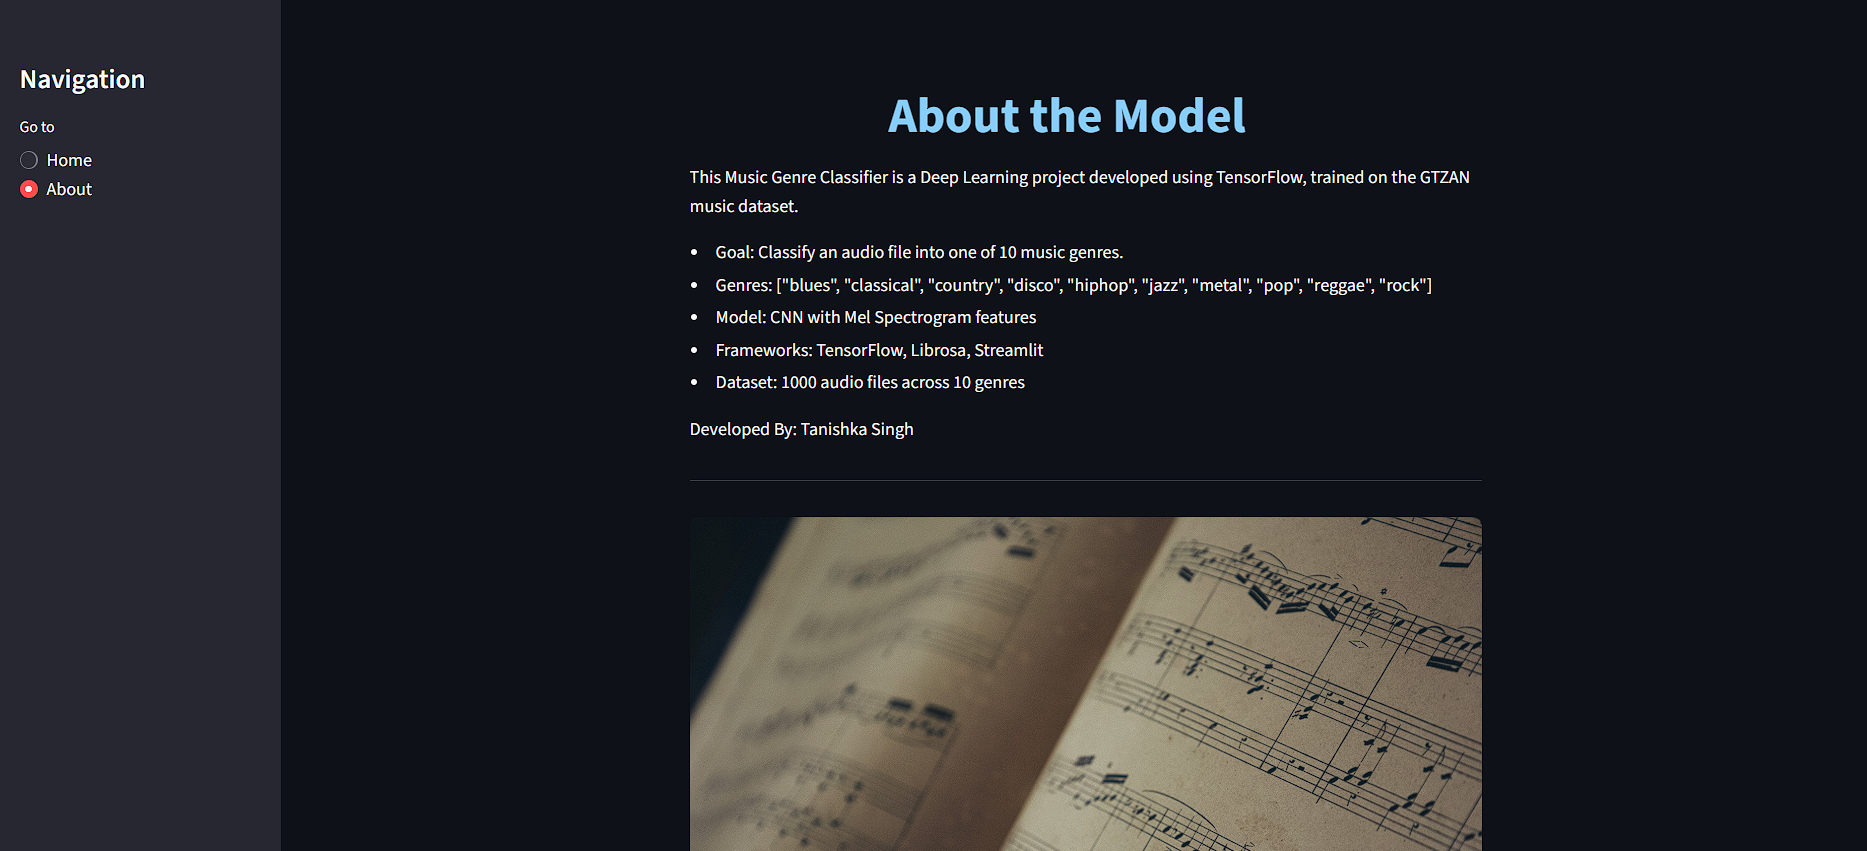 Navigation
Go to
Home
About
About the Model
This Music Genre Classifier is a Deep Learning project developed using TensorFlow, trained on the GTZAN
music dataset.
• Goal: Classify an audio file into one of 10 music genres.
• Genres: ["blues", "classical", "country", "disco", "hiphop", "jazz", "metal", "pop", "reggae", "rock"]
• Model: CNN with Mel Spectrogram features
• Frameworks: TensorFlow, Librosa, Streamlit
• Dataset: 1000 audio files across 10 genres
Developed By: Tanishka Singh